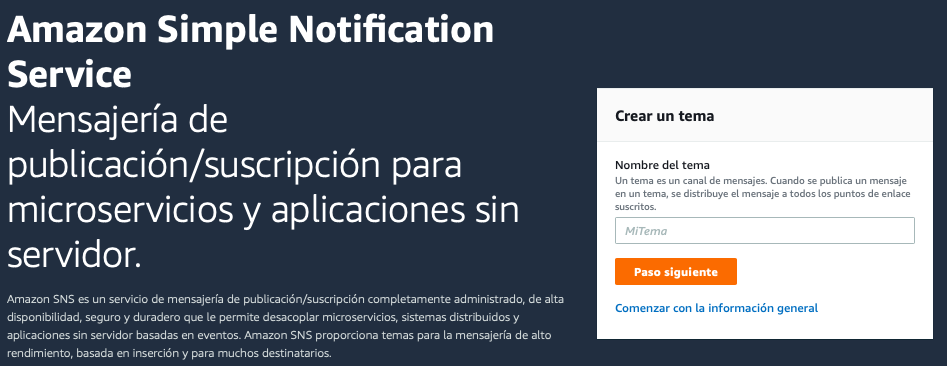 Amazon Simple Notification
Service
Mensajería de
publicación/suscripción para
microservicios y aplicaciones sin
servidor.
Amazon SNS es un servicio de mensajería de publicación/suscripción completamente administrado, de alta
disponibilidad, seguro y duradero que le permite desacoplar microservicios, sistemas distribuidos y
aplicaciones sin servidor basadas en eventos. Amazon SNS proporciona temas para la mensajería de alto
rendimiento, basada en inserción y para muchos destinatarios.
Crear un tema
Nombre del tema
Un tema es un canal de mensajes. Cuando se publica un mensaje
en un tema, se distribuye el mensaje a todos los puntos de enlace
suscritos.
MiTema
Paso siguiente
Comenzar con la información general